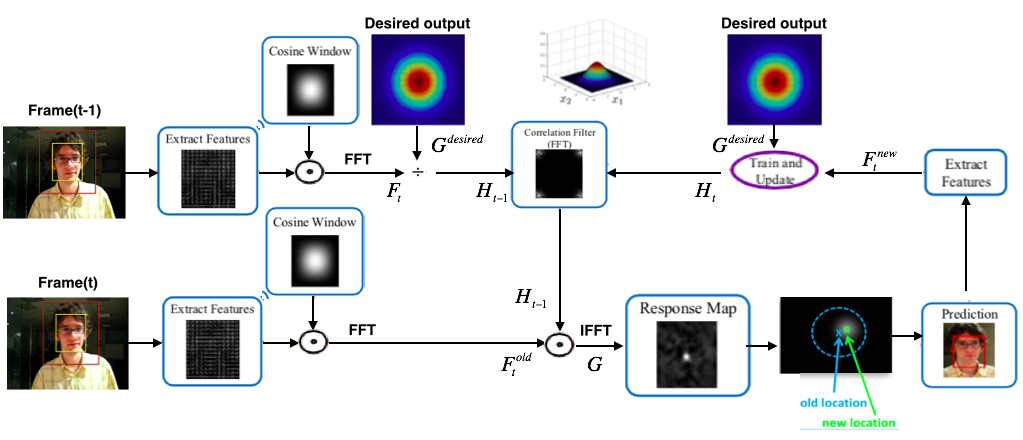 Desired output
Desired output
Cosine Window
x₂
x₁
Frame(t-1)
Extract Features
FFT
F_t
÷
G^{desired}
H_{t-1}
Correlation Filter
(FFT)
H_t
G^{desired}
Train and
Update
F_t^{new}
Extract
Features
Cosine Window
Frame(t)
Extract Features
FFT
F_t^{old}
H_{t-1}
IFFT
G
Response Map
x
old location
new location
Prediction